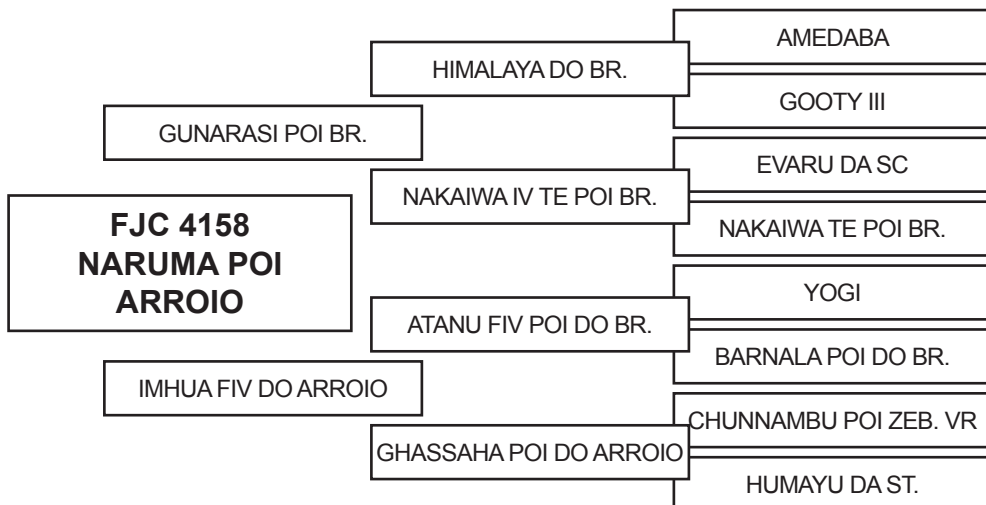 AMEDABA
HIMALAYA DO BR.
GOOTY III
GUNARASI POI BR.
EVARU DA SC
NAKAIWA IV TE POI BR.
NAKAIWA TE POI BR.
FJC 4158
NARUMA POI
ARROIO
YOGI
ATANU FIV POI DO BR.
BARNALA POI DO BR.
IMHUA FIV DO ARROIO
CHUNNAMBU POI ZEB. VR
GHASSAHA POI DO ARROIO
HUMAYU DA ST.